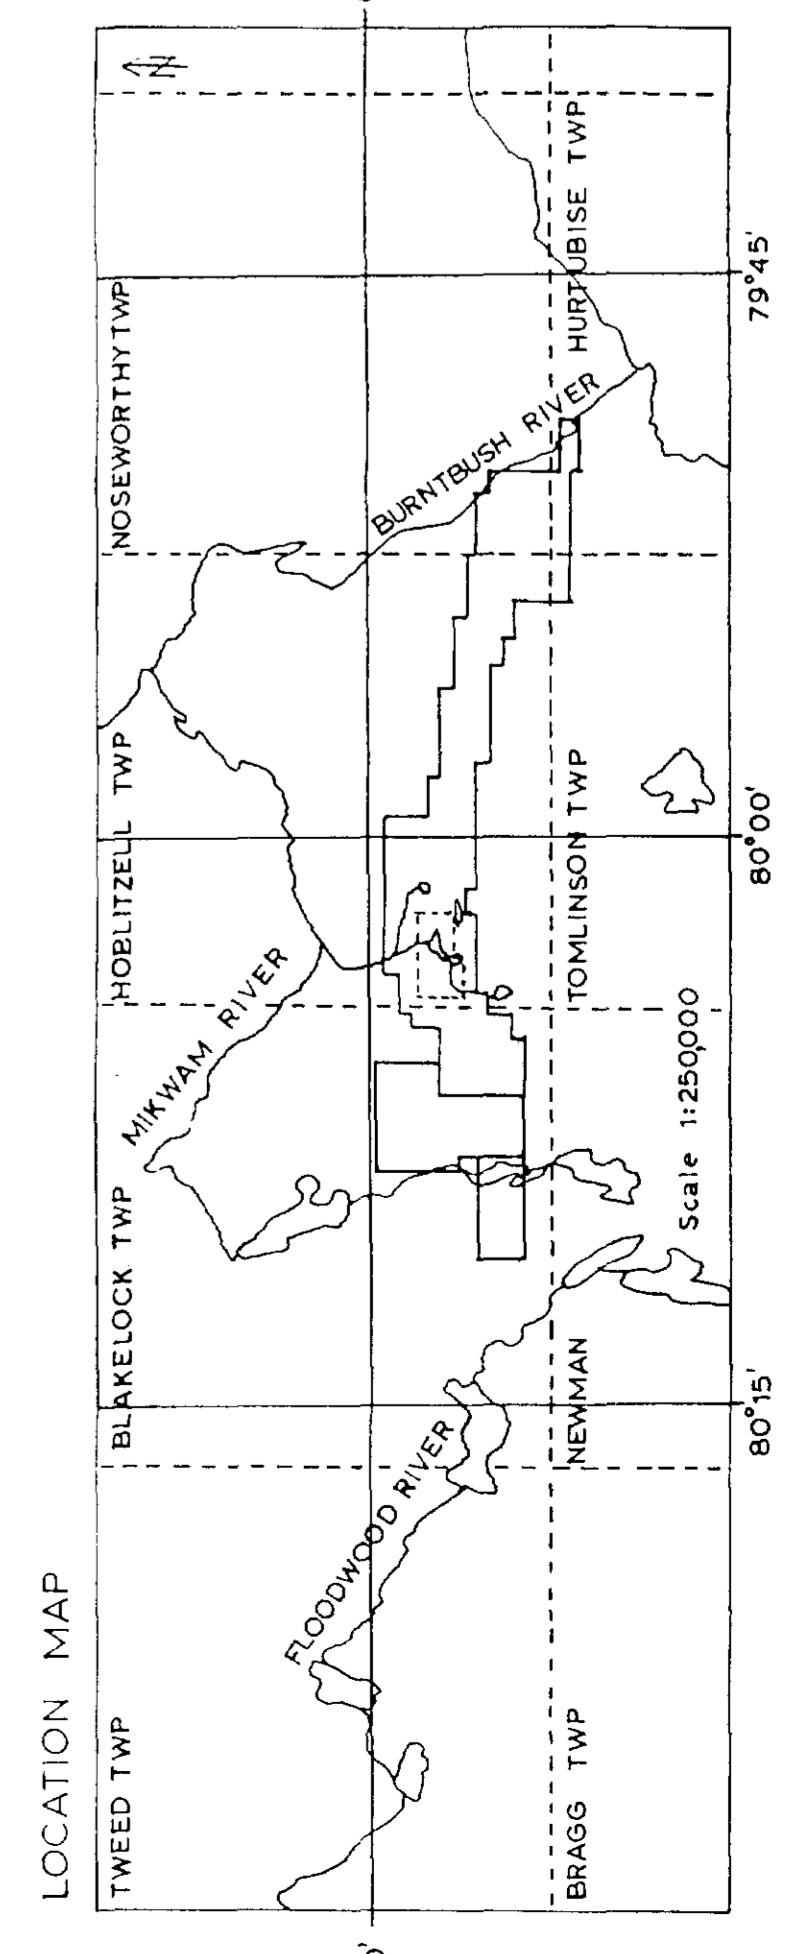 LOCATION MAP
TWEED TWP
BLAKELOCK TWP
HOBLITZELL TWP
NOSEWORTHY TWP
N
FLOODWOOD RIVER
MIKWAM RIVER
BURNTBUSH RIVER
BRAGG TWP
NEWMAN
TOMLINSON TWP
HURTUBISE TWP
Scale 1:250,000
80°15'
80°00'
79°45'